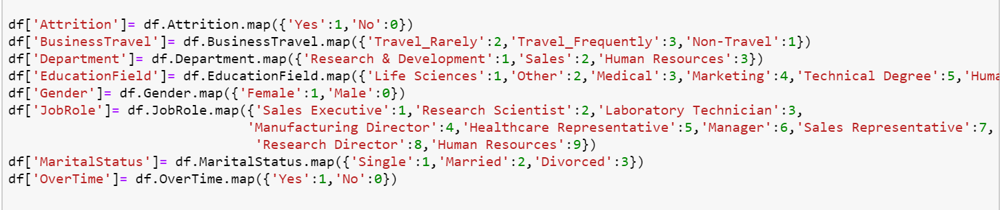 df['Attrition']= df.Attrition.map({'Yes':1,'No':0})
df['BusinessTravel']= df.BusinessTravel.map({'Travel_Rarely':2,'Travel_Frequently':3,'Non-Travel':1})
df['Department']= df.Department.map({'Research & Development':1,'Sales':2,'Human Resources':3})
df['EducationField']= df.EducationField.map({'Life Sciences':1,'Other':2,'Medical':3,'Marketing':4,'Technical Degree':5,
df['Gender']= df.Gender.map({'Female':1,'Male':0})
df['JobRole']= df.JobRole.map({'Sales Executive':1,'Research Scientist':2,'Laboratory Technician':3,
'Manufacturing Director':4,'Healthcare Representative':5,'Manager':6,'Sales Representative':7,
'Research Director':8,'Human Resources':9})
df['MaritalStatus']= df.MaritalStatus.map({'Single':1,'Married':2,'Divorced':3})
df['OverTime']= df.OverTime.map({'Yes':1,'No':0})